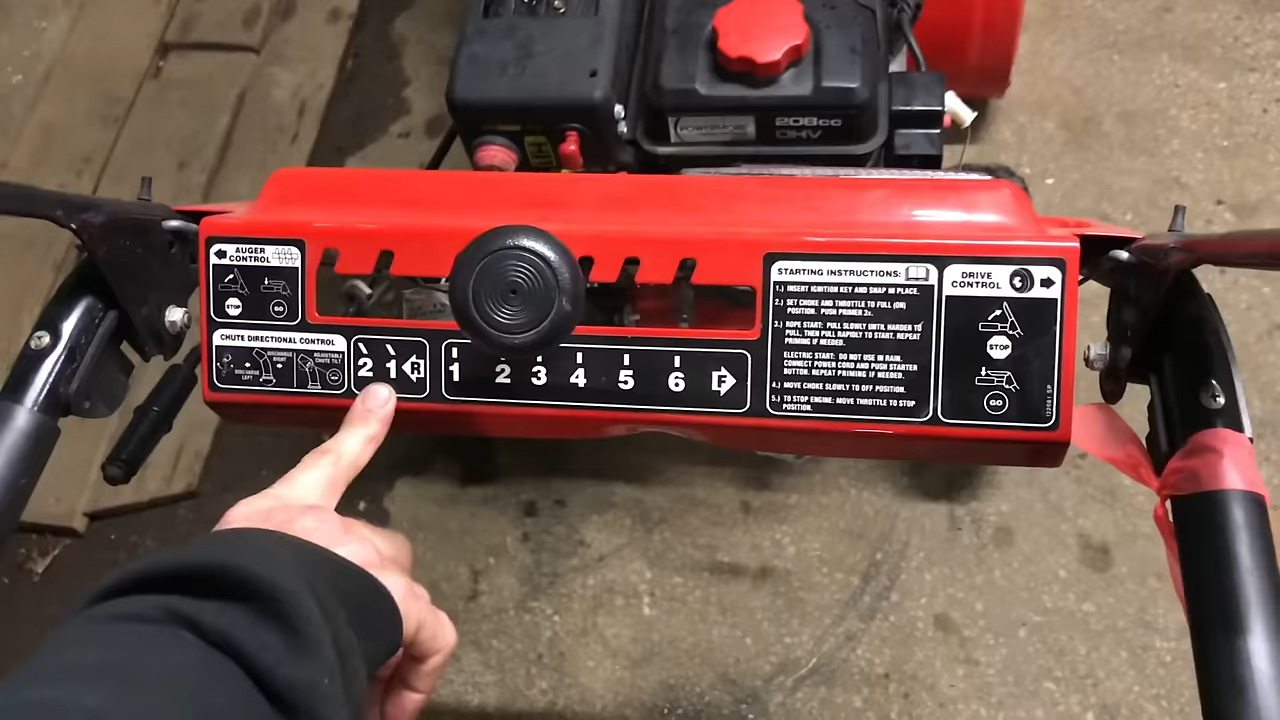 208cc
OHV
AUGER
CONTROL
STOP
GO
CHUTE DIRECTIONAL CONTROL
DISCHARGE
LEFT
DISCHARGE
RIGHT
ADJUSTABLE
CHUTE TILT
2 1 R
1 2 3 4 5 6 F
STARTING INSTRUCTIONS:
1.) INSERT IGNITION KEY AND SNAP IN PLACE.
2.) SET CHOKE AND THROTTLE TO FULL (ON)
POSITION. PUSH PRIMER 3x.
3.) ROPE START: PULL SLOWLY UNTIL HARDER TO
PULL, THEN PULL RAPIDLY TO START. REPEAT
PRIMING IF NEEDED.
ELECTRIC START: DO NOT USE IN RAIN.
CONNECT POWER CORD AND PUSH STARTER
BUTTON. REPEAT PRIMING IF NEEDED.
4.) MOVE CHOKE SLOWLY TO OFF POSITION.
5.) TO STOP ENGINE: MOVE THROTTLE TO STOP
POSITION.
DRIVE
CONTROL
STOP
GO